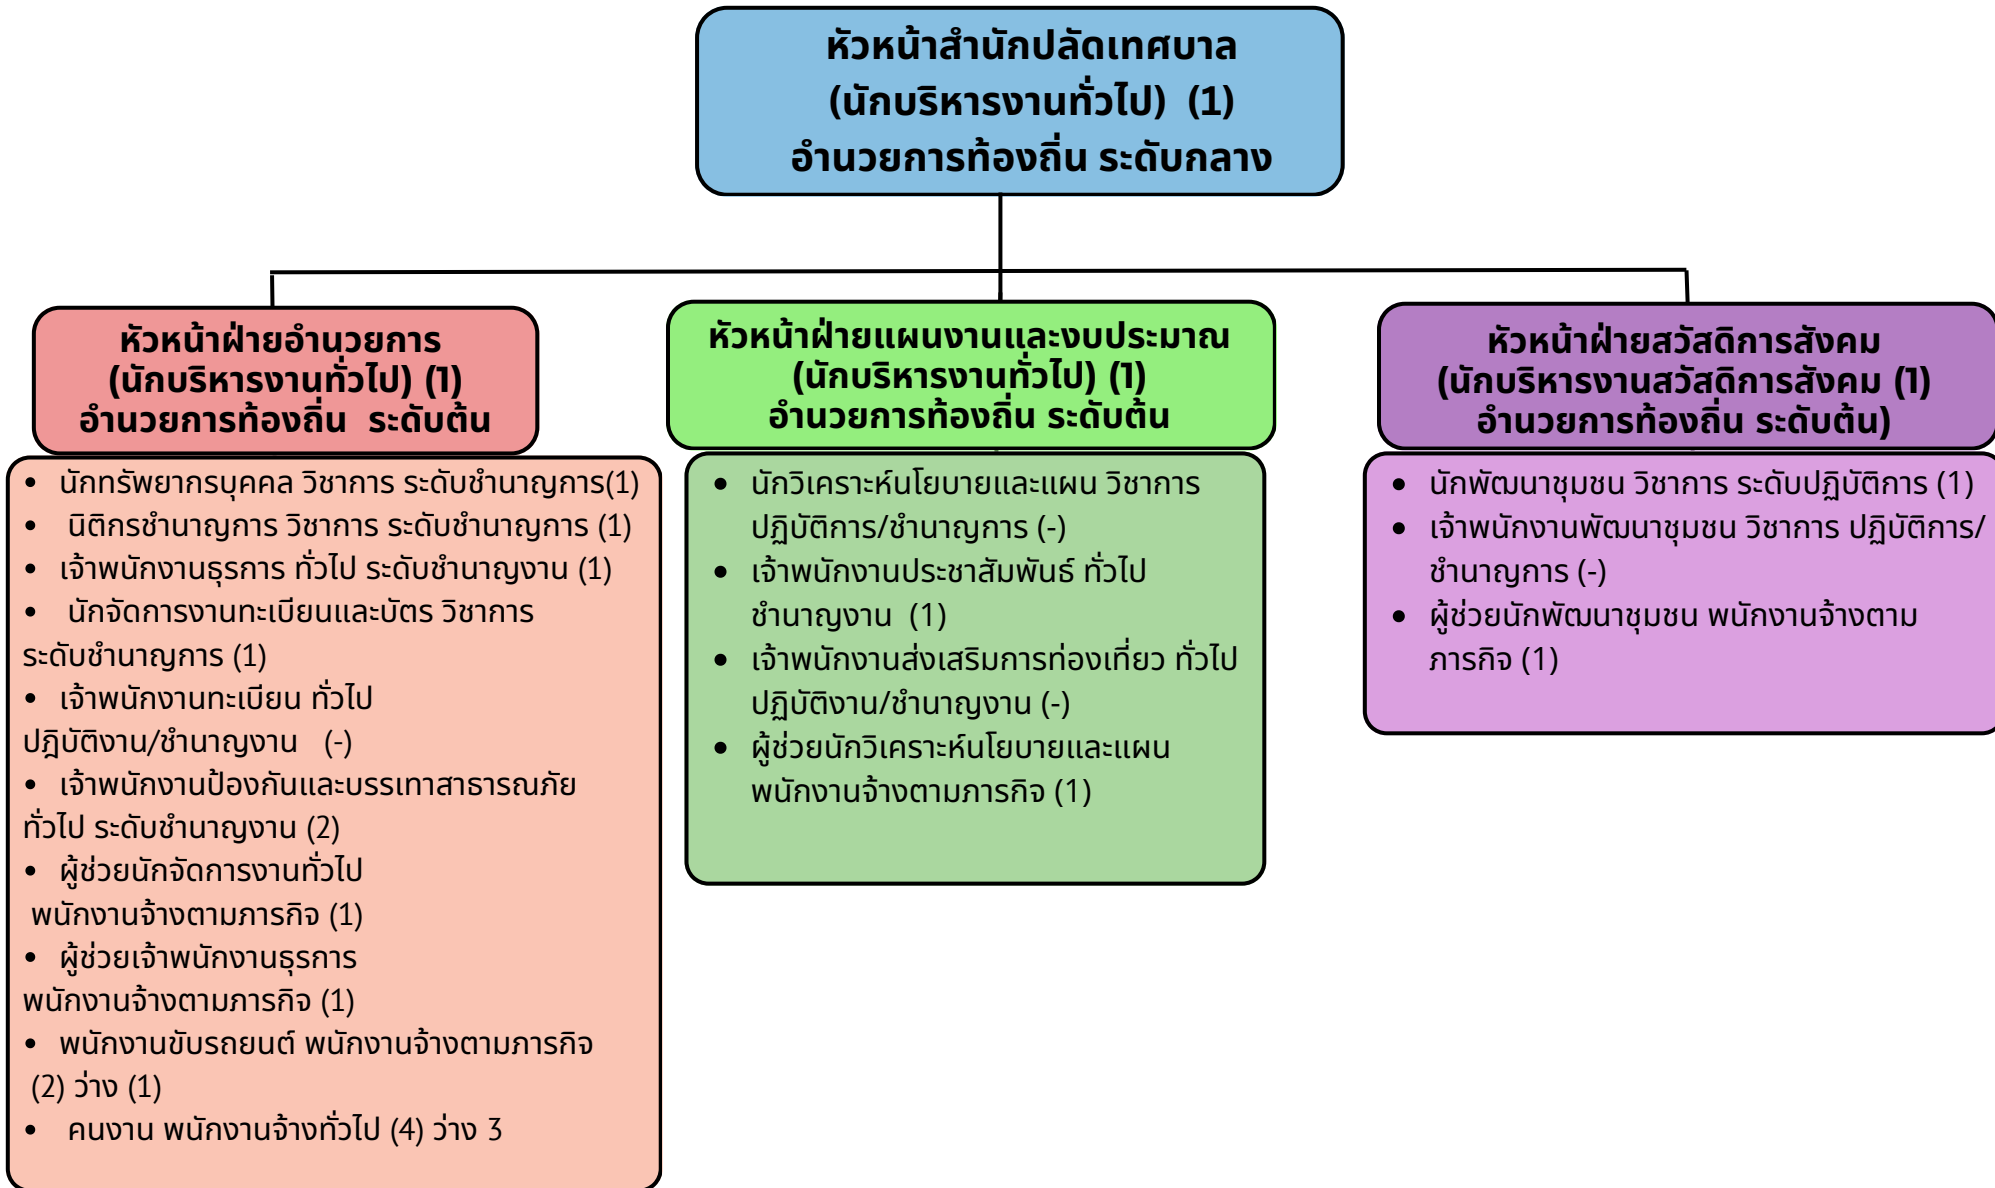 หัวหน้าสำนักปลัดเทศบาล
(นักบริหารงานทั่วไป) (1)
อำนวยการท้องถิ่น ระดับกลาง
หัวหน้าฝ่ายอำนวยการ
(นักบริหารงานทั่วไป) (1)
อำนวยการท้องถิ่น ระดับต้น
• นักทรัพยากรบุคคล วิชาการ ระดับชำนาญการ(1)
• นิติกรชำนาญการ วิชาการ ระดับชำนาญการ (1)
• เจ้าพนักงานธุรการ ทั่วไป ระดับชำนาญงาน (1)
• นักจัดการงานทะเบียนและบัตร วิชาการ
ระดับชำนาญการ (1)
• เจ้าพนักงานทะเบียน ทั่วไป
ปฎิบัติงาน/ชำนาญงาน (-)
• เจ้าพนักงานป้องกันและบรรเทาสาธารณภัย
ทั่วไป ระดับชำนาญงาน (2)
• ผู้ช่วยนักจัดการงานทั่วไป
พนักงานจ้างตามภารกิจ (1)
• ผู้ช่วยเจ้าพนักงานธุรการ
พนักงานจ้างตามภารกิจ (1)
• พนักงานขับรถยนต์ พนักงานจ้างตามภารกิจ
(2) ว่าง (1)
• คนงาน พนักงานจ้างทั่วไป (4) ว่าง 3
หัวหน้าฝ่ายแผนงานและงบประมาณ
(นักบริหารงานทั่วไป) (1)
อำนวยการท้องถิ่น ระดับต้น
• นักวิเคราะห์นโยบายและแผน วิชาการ
ปฏิบัติการ/ชำนาญการ (-)
• เจ้าพนักงานประชาสัมพันธ์ ทั่วไป
ชำนาญงาน (1)
• เจ้าพนักงานส่งเสริมการท่องเที่ยว ทั่วไป
ปฏิบัติงาน/ชำนาญงาน (-)
• ผู้ช่วยนักวิเคราะห์นโยบายและแผน
พนักงานจ้างตามภารกิจ (1)
หัวหน้าฝ่ายสวัสดิการสังคม
(นักบริหารงานสวัสดิการสังคม (1)
อำนวยการท้องถิ่น ระดับต้น)
• นักพัฒนาชุมชน วิชาการ ระดับปฏิบัติการ (1)
• เจ้าพนักงานพัฒนาชุมชน วิชาการ ปฏิบัติการ/
ชำนาญการ (-)
• ผู้ช่วยนักพัฒนาชุมชน พนักงานจ้างตาม
ภารกิจ (1)